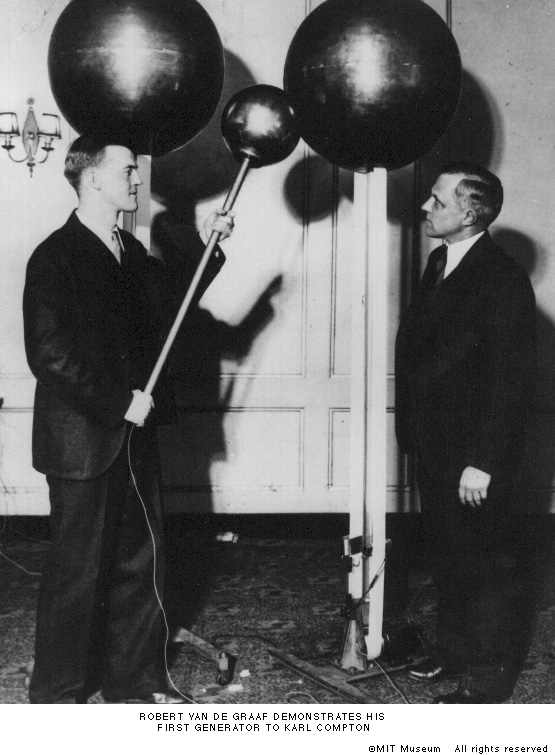 ROBERT VAN DE GRAAF DEMONSTRATES HIS
FIRST GENERATOR TO KARL COMPTON
©MIT Museum All rights reserved